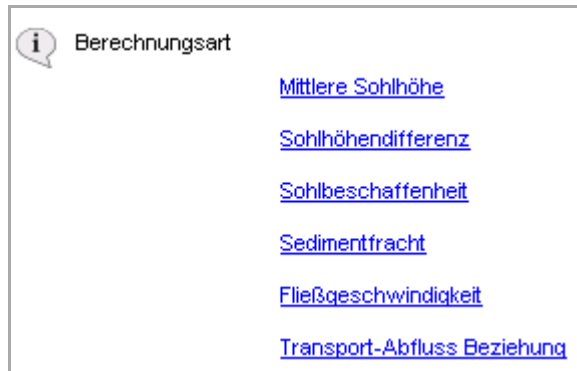 Berechnungsart
Mittlere Sohlhöhe
Sohlhöhendifferenz
Sohlbeschaffenheit
Sedimentfracht
Fließgeschwindigkeit
Transport-Abfluss Beziehung